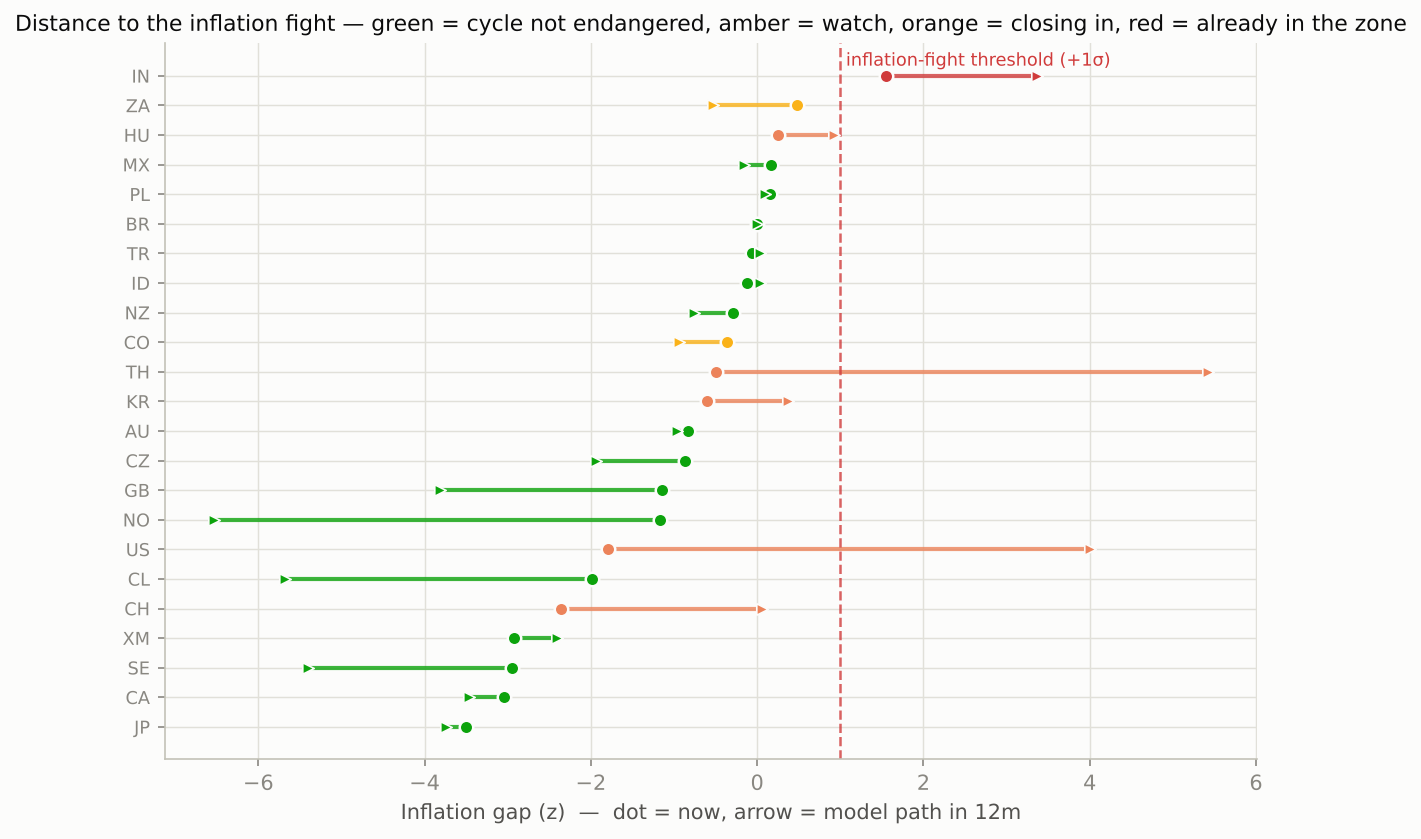 Distance to the inflation fight — green = cycle not endangered, amber = watch, orange = closing in, red = already in the zone
inflation-fight threshold (+1σ)
IN
ZA
HU
MX
PL
BR
TR
ID
NZ
CO
TH
KR
AU
CZ
GB
NO
US
CL
CH
XM
SE
CA
JP
−6 −4 −2 0 2 4 6
Inflation gap (z) — dot = now, arrow = model path in 12m